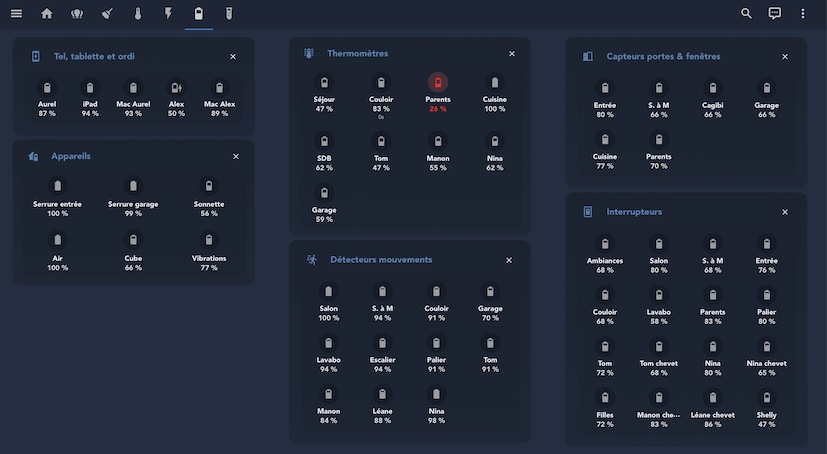 Tel, tablette et ordi
Aurel iPad Mac Aurel Alex Mac Alex
87 % 94 % 93 % 50 % 89 %
Appareils
Serrure entrée Serrure garage Sonnette
100 % 99 % 56 %
Air Cube Vibrations
100 % 66 % 77 %
Thermomètres
Séjour Couloir Parents Cuisine
47 % 83 % 26 % 100 %
0s
SDB Tom Manon Nina
62 % 47 % 55 % 62 %
Garage
59 %
Détecteurs mouvements
Salon S. à M Couloir Garage
100 % 94 % 91 % 70 %
Lavabo Escalier Palier Tom
94 % 94 % 91 % 91 %
Manon Léane Nina
84 % 88 % 98 %
Capteurs portes & fenêtres
Entrée S. à M Cagibi Garage
80 % 66 % 66 % 66 %
Cuisine Parents
77 % 70 %
Interrupteurs
Ambiances Salon S. à M Entrée
68 % 80 % 68 % 76 %
Couloir Lavabo Parents Palier
68 % 58 % 83 % 80 %
Tom Tom chevet Nina Nina chevet
72 % 68 % 80 % 65 %
Filles Manon che... Léane chevet Shelly
72 % 83 % 86 % 47 %